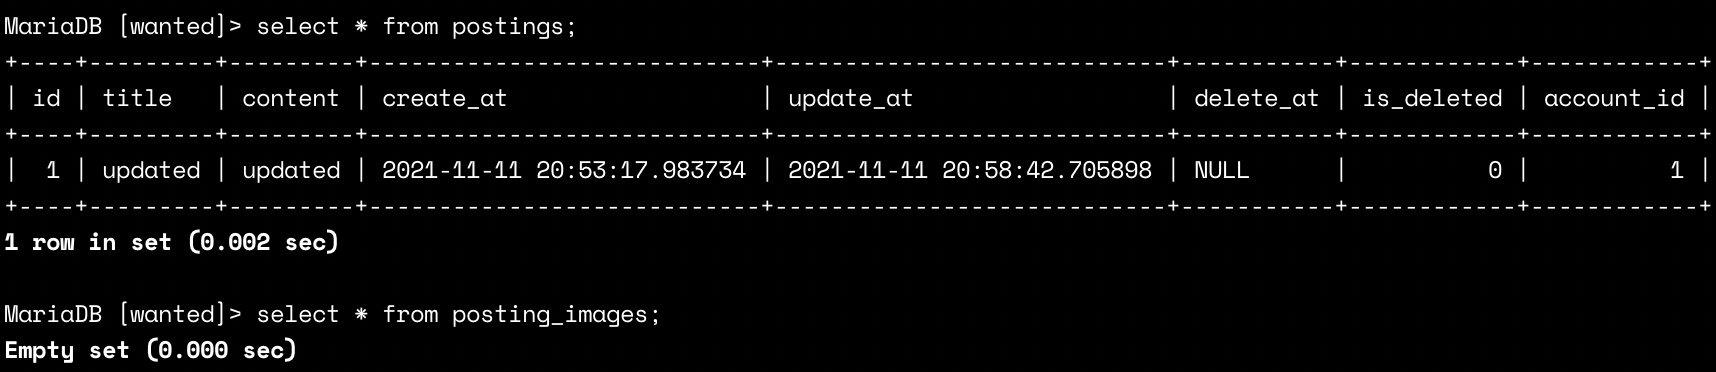 MariaDB [wanted]> select * from postings;
+----+---------+---------+----------------------------+----------------------------+-----------+------------+------------+
| id | title   | content | create_at                  | update_at                  | delete_at | is_deleted | account_id |
+----+---------+---------+----------------------------+----------------------------+-----------+------------+------------+
|  1 | updated | updated | 2021-11-11 20:53:17.983734 | 2021-11-11 20:58:42.705898 | NULL      |          0 |          1 |
+----+---------+---------+----------------------------+----------------------------+-----------+------------+------------+
1 row in set (0.002 sec)
MariaDB [wanted]> select * from posting_images;
Empty set (0.000 sec)